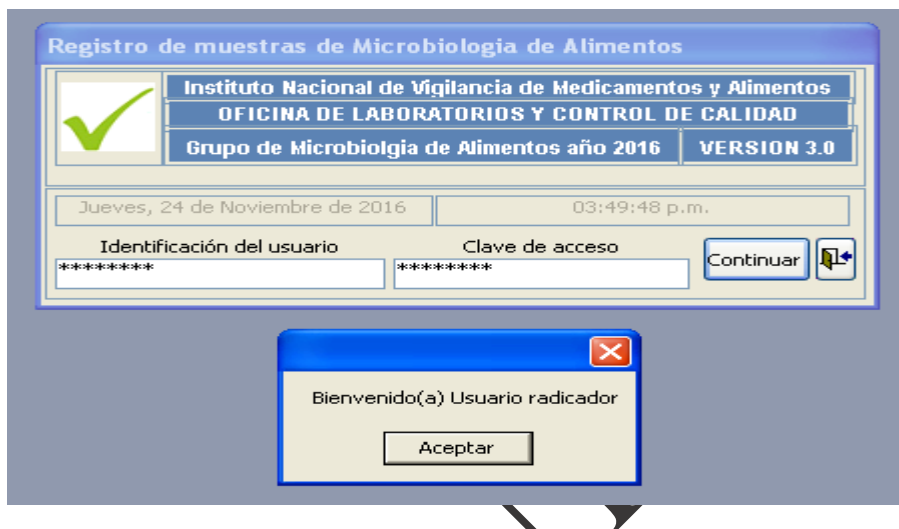 Registro de muestras de Microbiologia de Alimentos
Instituto Nacional de Vigilancia de Medicamentos y Alimentos
OFICINA DE LABORATORIOS Y CONTROL DE CALIDAD
Grupo de Microbiolgia de Alimentos año 2016 VERSION 3.0
Jueves, 24 de Noviembre de 2016 03:49:48 p.m.
Identificación del usuario Clave de acceso
******** ******** Continuar
Bienvenido(a) Usuario radicador
Aceptar